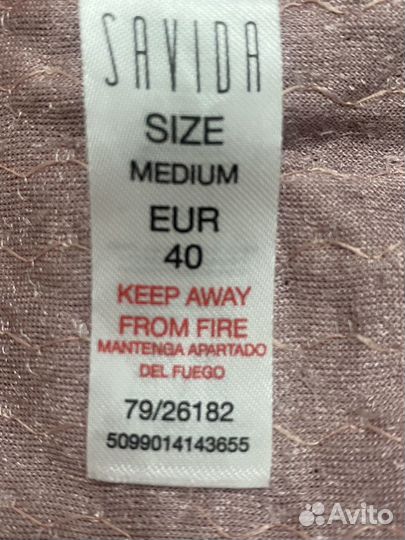 SAVIDA
SIZE
MEDIUM
EUR
40
KEEP AWAY
FROM FIRE
MANTENGA APARTADO
DEL FUEGO
79/26182
5099014143655
Avito